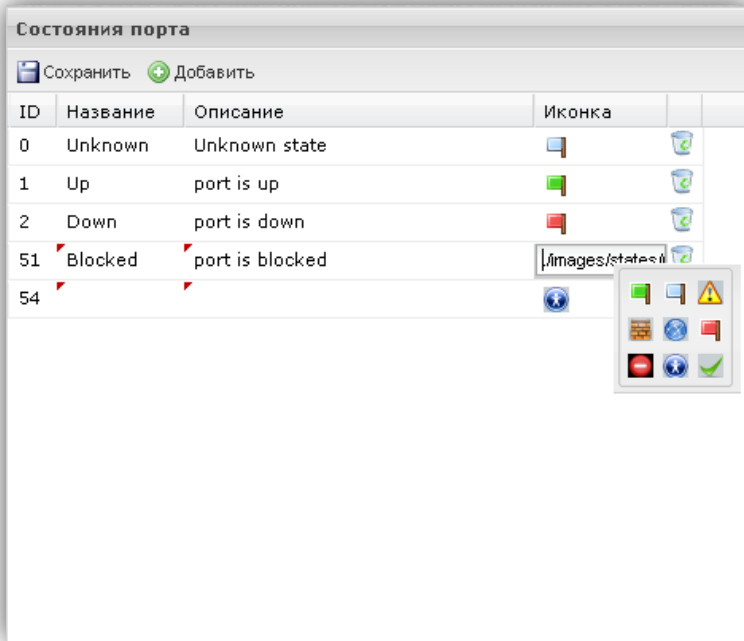 Состояния порта
Сохранить Добавить
ID Название Описание Иконка
0 Unknown Unknown state
1 Up port is up
2 Down port is down
51 Blocked port is blocked ./images/states/
54